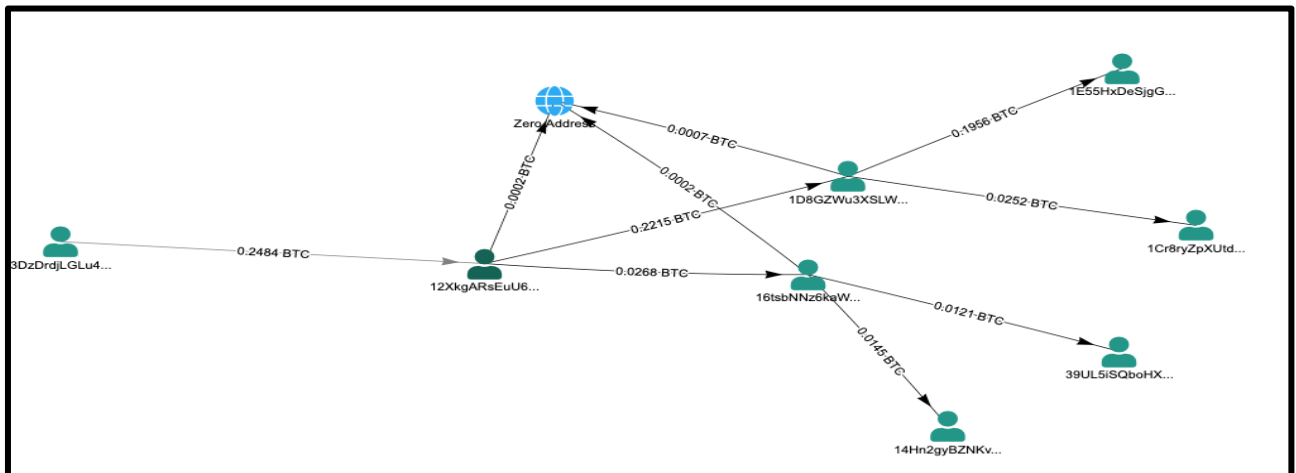 1E55HxDeSjgG...
Zero Address
0.1956 BTC
0.0007 BTC
0.0002 BTC
0.0002 BTC
1D8GZWu3XSLW...
0.0252 BTC
0.2215 BTC
3DzDrdjLGLu4...
0.2484 BTC
1Cr8ryZpXUtd...
0.0268 BTC
12XkgARsEuU6...
16tsbNNz6kaW...
0.0121 BTC
0.0145 BTC
39UL5iSQboHX...
14Hn2gyBZNKv...